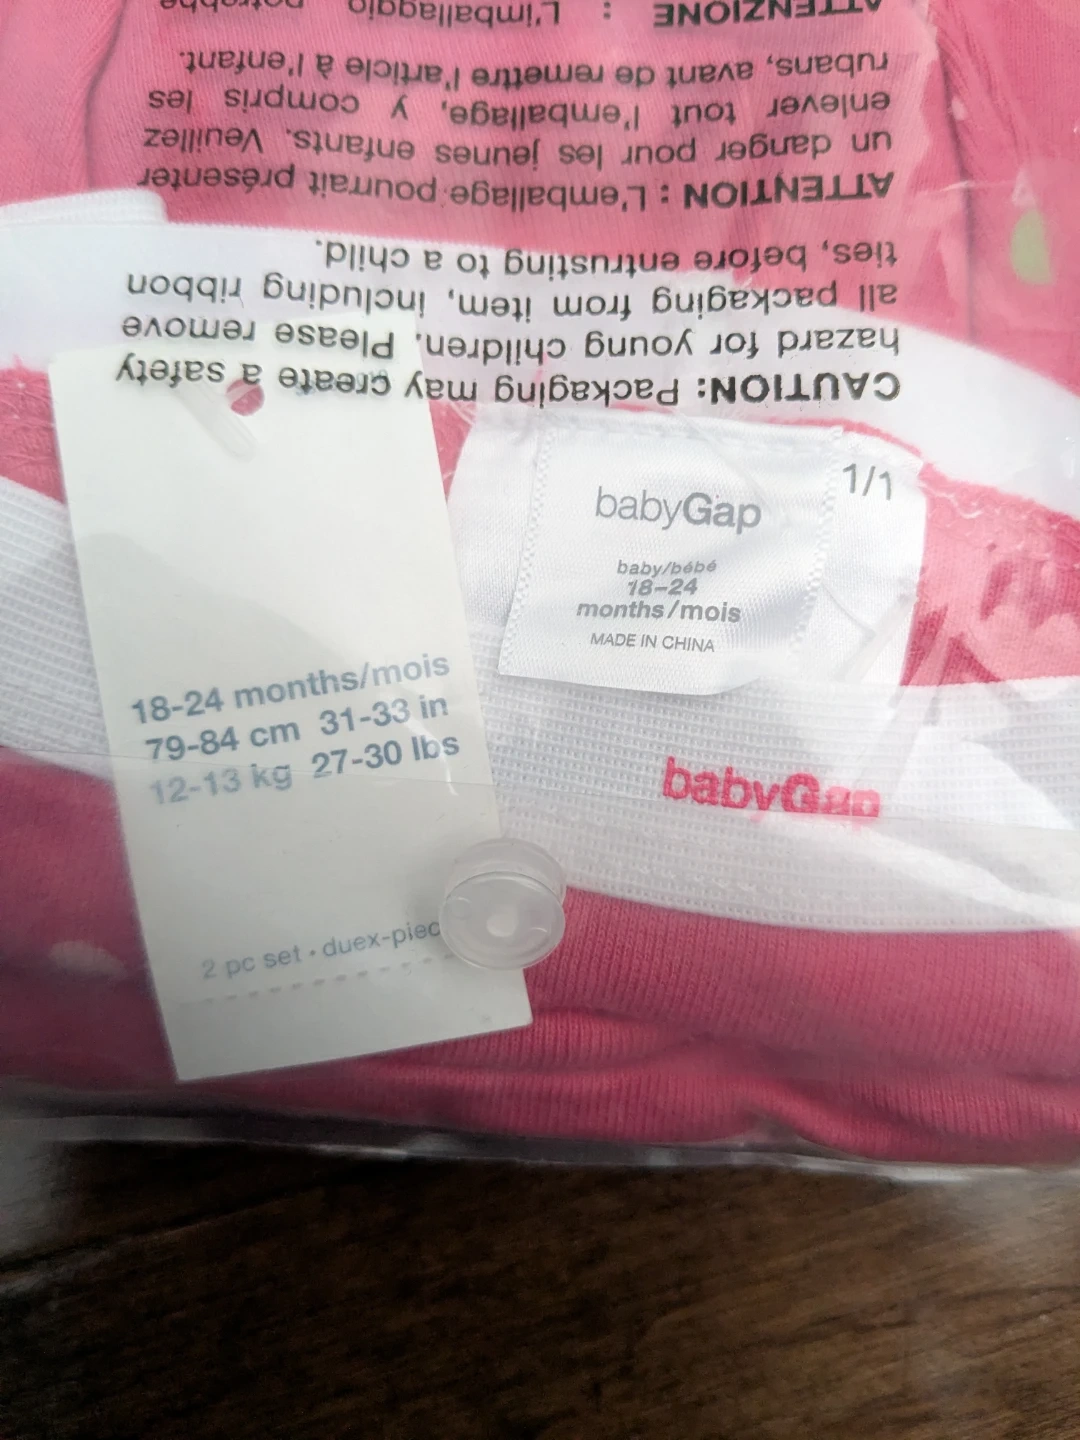 CAUTION: Packaging may create a safety
hazard for young children. Please remove
all packaging from item, including ribbon
ties, before entrusting to a child.
ATTENTION : L'emballage pourrait présenter
un danger pour les jeunes enfants. Veuillez
enlever tout l'emballage, y compris les
rubans, avant de remettre l'article à l'enfant.
ATTENZIONE : L'imballaggio potrebbe
babyGap
1/1
baby/bébé
18-24
months/mois
MADE IN CHINA
18-24 months/mois
79-84 cm 31-33 in
12-13 kg 27-30 lbs
2 pc set • duex-piec
babyGap